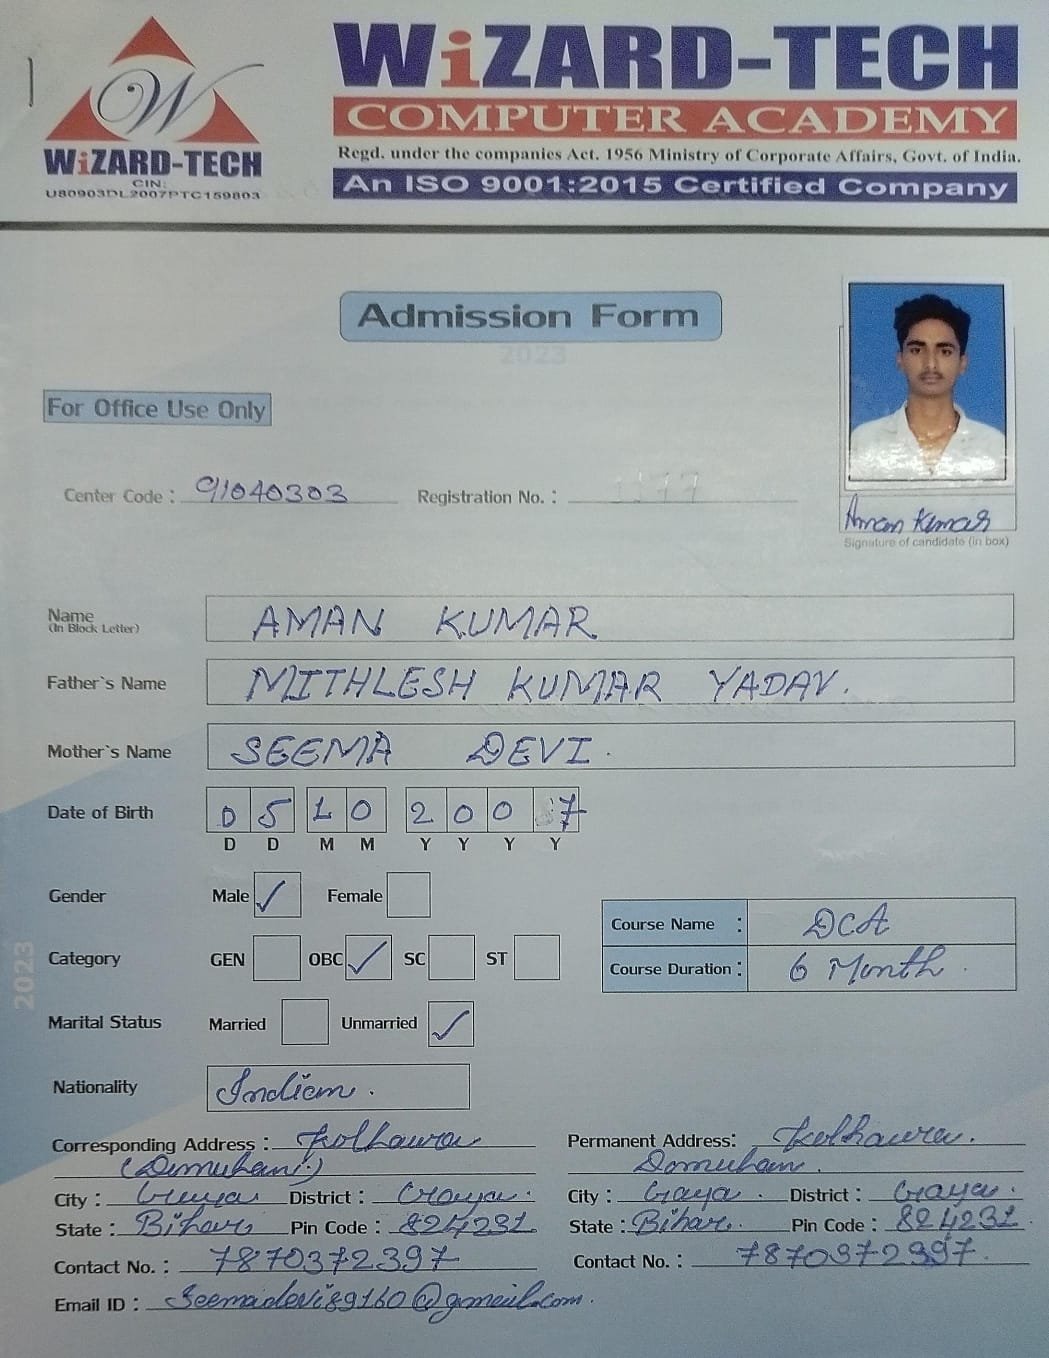 W
WiZARD-TECH
CIN:
U80903DL2007PTC159803
WiZARD-TECH
COMPUTER ACADEMY
Regd. under the companies Act. 1956 Ministry of Corporate Affairs, Govt. of India.
An ISO 9001:2015 Certified Company
Admission Form
2023
For Office Use Only
Center Code : 91040303 Registration No. : 1177
Aman Kumar
Signature of candidate (in box)
Name AMAN KUMAR
(In Block Letter)
Father`s Name MITHLESH KUMAR YADAV.
Mother`s Name SEEMA DEVI.
Date of Birth 05 10 2007
D D M M Y Y Y Y
Gender Male ✓ Female
Course Name : DCA
Category GEN OBC ✓ SC ST
Course Duration : 6 Month.
2023
Marital Status Married Unmarried ✓
Nationality Indian.
Corresponding Address : Kolhawra Permanent Address: Kolhawra.
(Domuhani) Domuhan.
City : Gaya District : Gaya. City : Gaya. District : Gaya.
State : Bihar Pin Code : 824231 State : Bihar. Pin Code : 824231
Contact No. : 7870372397 Contact No. : 7870372397.
Email ID : Seemadevi89160@gmail.com.